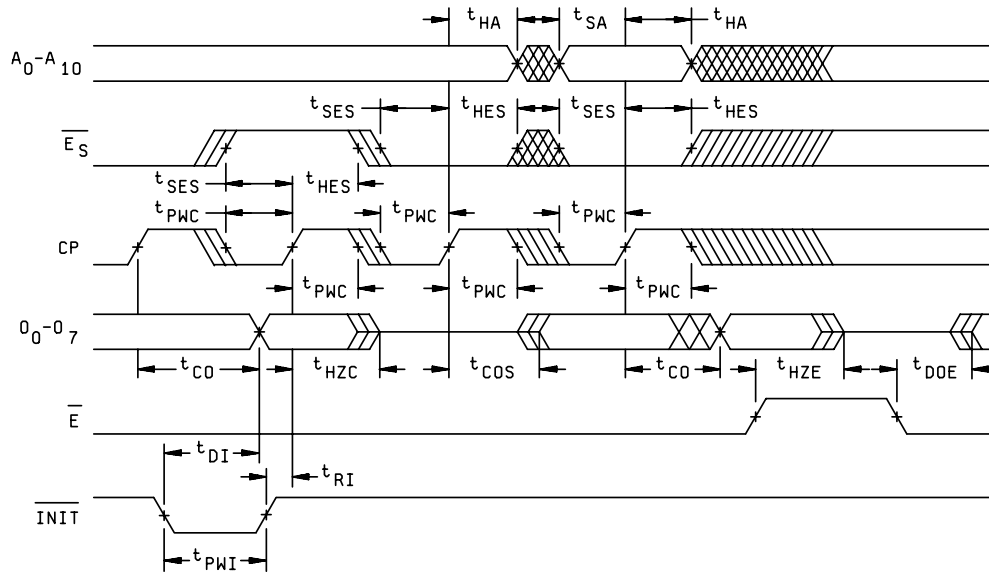 tHA tSA tHA
A0-A10
tSES tHES tSES tHES
ES
tSES tHES
tPWC tPWC tPWC
CP
tPWC tPWC tPWC
O0-O7
tCO tHZC tCOS tCO tHZE tDOE
E
tDI
tRI
INIT
tPWI